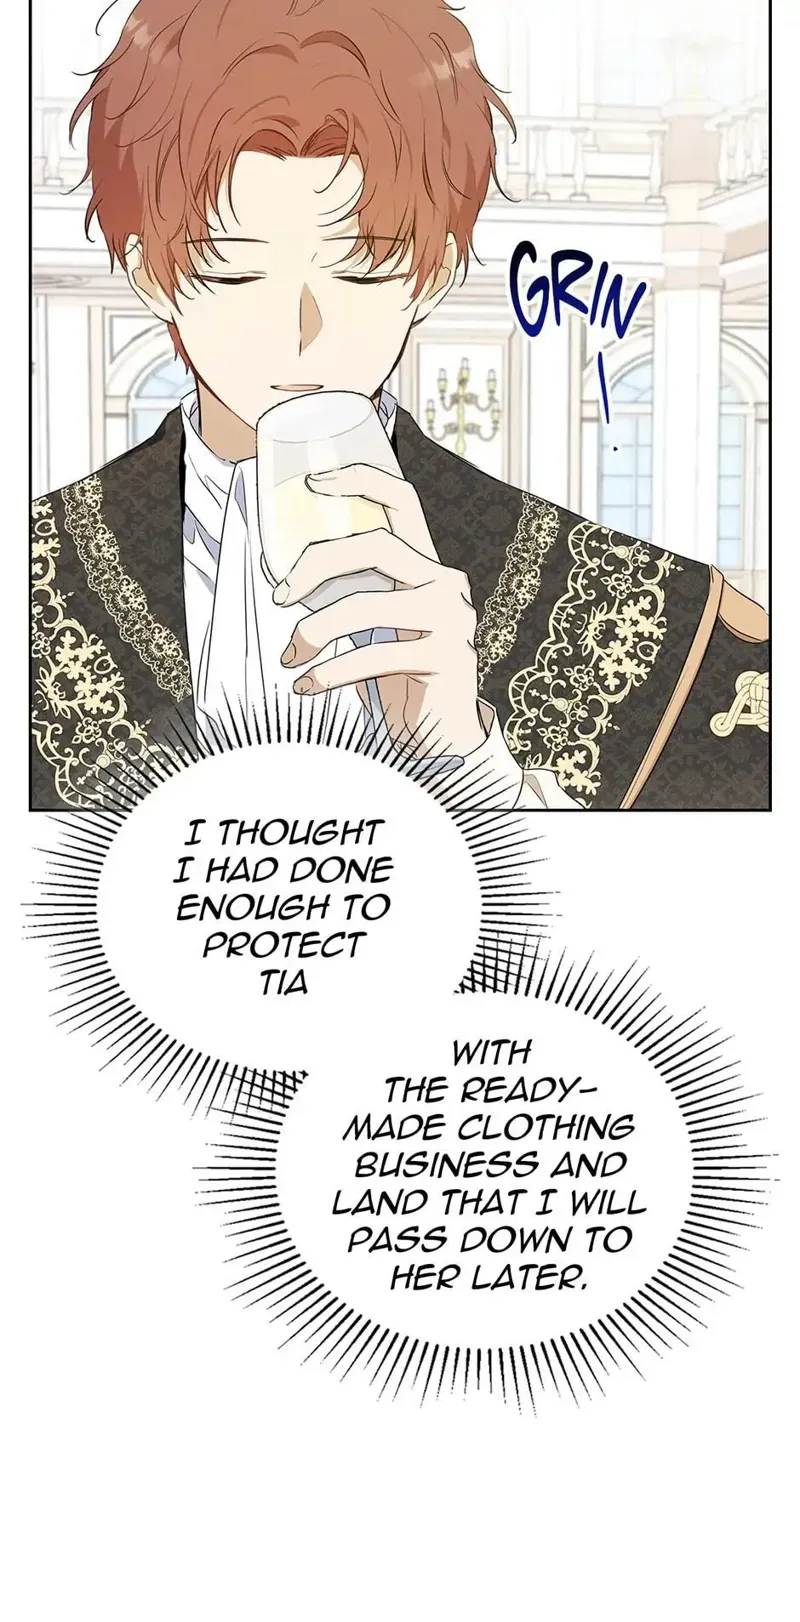 GRIN
I THOUGHT
I HAD DONE
ENOUGH TO
PROTECT
TIA
WITH
THE READY-
MADE CLOTHING
BUSINESS AND
LAND THAT I WILL
PASS DOWN TO
HER LATER.